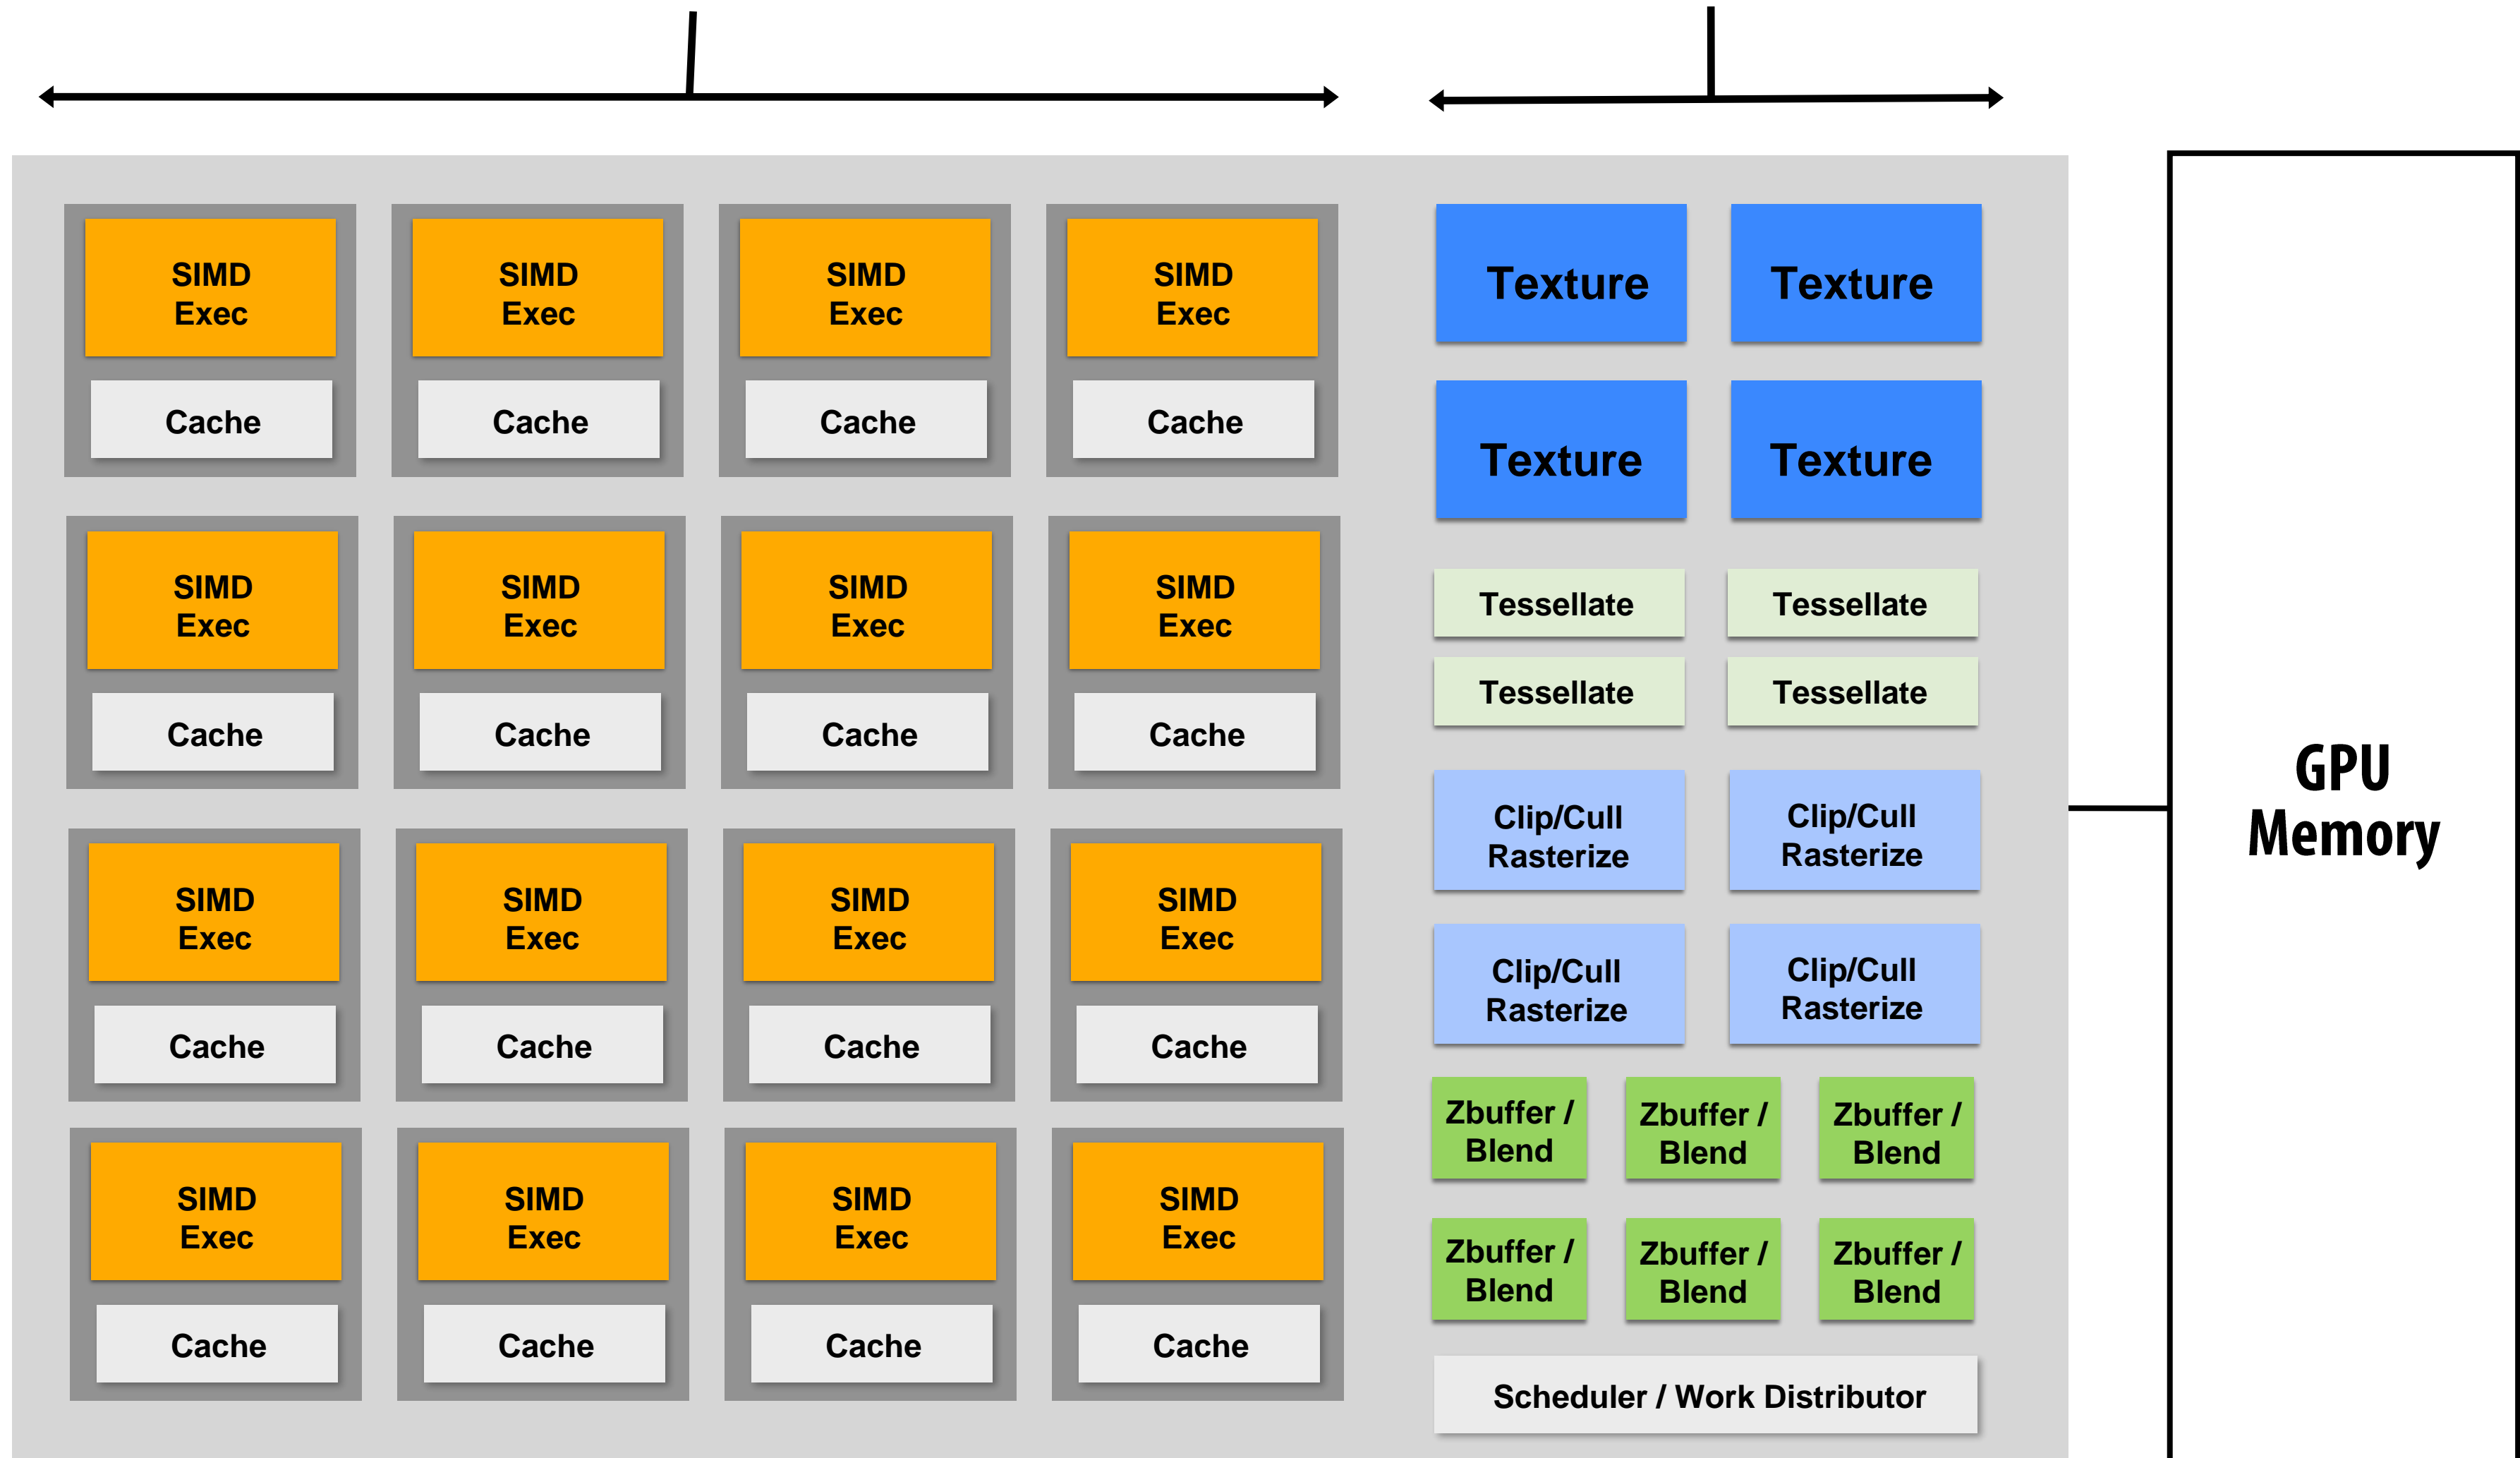 SIMD
Exec
Cache
SIMD
Exec
Cache
SIMD
Exec
Cache
SIMD
Exec
Cache
SIMD
Exec
Cache
SIMD
Exec
Cache
SIMD
Exec
Cache
SIMD
Exec
Cache
SIMD
Exec
Cache
SIMD
Exec
Cache
SIMD
Exec
Cache
SIMD
Exec
Cache
SIMD
Exec
Cache
SIMD
Exec
Cache
SIMD
Exec
Cache
SIMD
Exec
Cache
Texture
Texture
Texture
Texture
Tessellate
Tessellate
Tessellate
Tessellate
Clip/Cull
Rasterize
Clip/Cull
Rasterize
Clip/Cull
Rasterize
Clip/Cull
Rasterize
Zbuffer /
Blend
Zbuffer /
Blend
Zbuffer /
Blend
Zbuffer /
Blend
Zbuffer /
Blend
Zbuffer /
Blend
Scheduler / Work Distributor
GPU
Memory